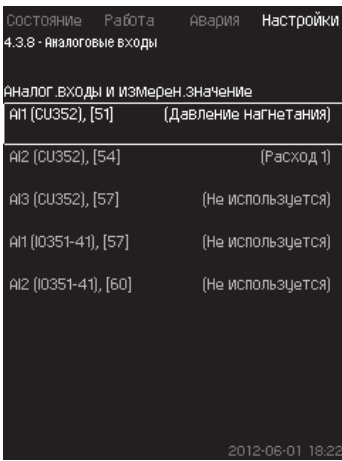 Состояние Работа Авария Настройки
4.3.8 - Аналоговые входы
Аналог.входы и измерен.значение
AI1 (CU352), [51] (Давление нагнетания)
AI2 (CU352), [54] (Расход 1)
AI3 (CU352), [57] (Не используется)
AI1 (IO351-41), [57] (Не используется)
AI2 (IO351-41), [60] (Не используется)
2012-06-01 18:22